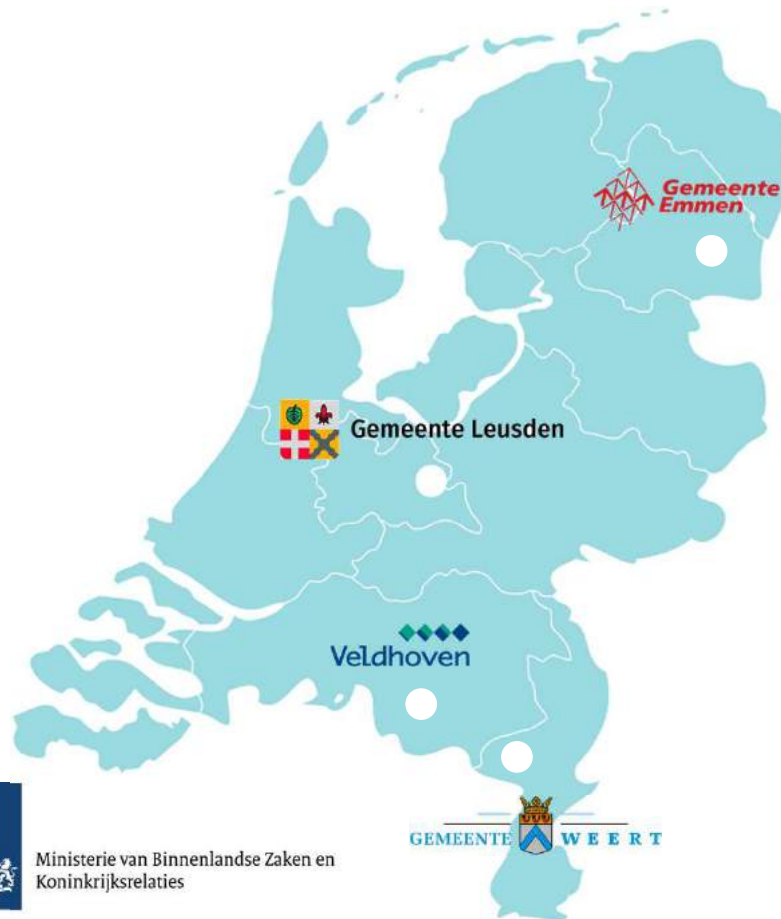 Gemeente
Emmen
Gemeente Leusden
Veldhoven
GEMEENTE WEERT
Ministerie van Binnenlandse Zaken en
Koninkrijksrelaties